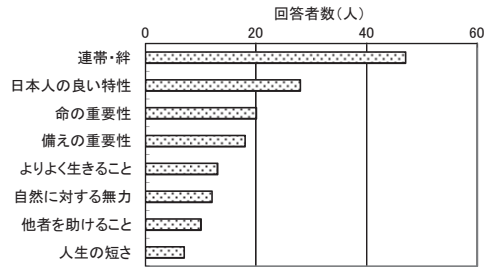 回答者数(人)
0 20 40 60
連帯・絆
日本人の良い特性
命の重要性
備えの重要性
よりよく生きること
自然に対する無力
他者を助けること
人生の短さ